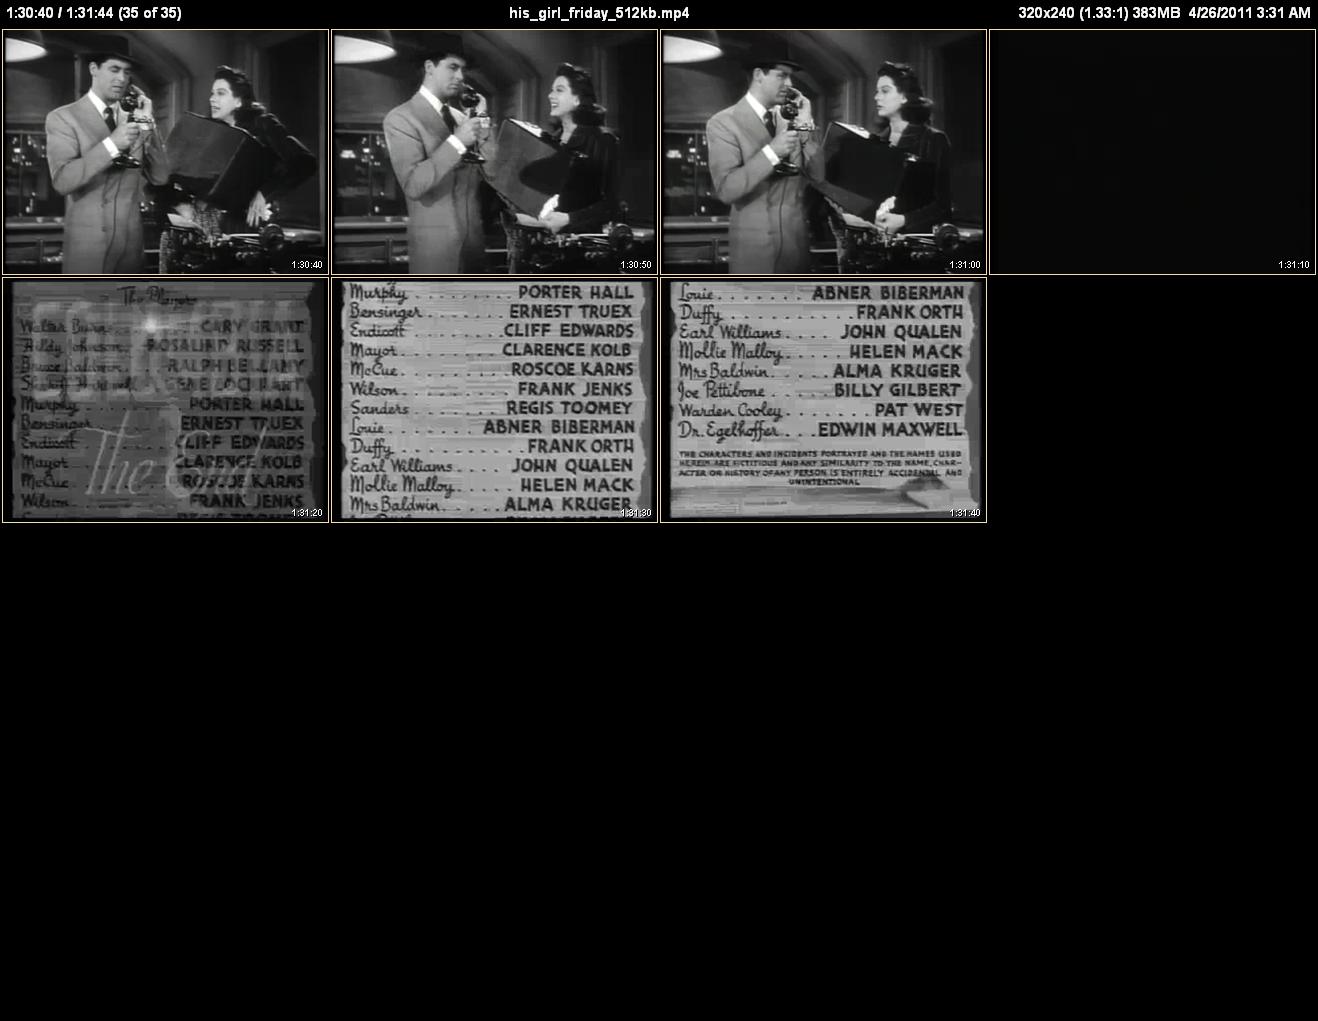 1:30:40 / 1:31:44 (35 of 35)
his_girl_friday_512kb.mp4
320x240 (1.33:1) 383MB 4/26/2011 3:31 AM
1:30:40
1:30:50
1:31:00
1:31:10
The Players
Walter Burns CARY GRANT
Hildy Johnson ROSALIND RUSSELL
Bruce Baldwin RALPH BELLAMY
Sheriff Hartwell GENE LOCKHART
Murphy PORTER HALL
Bensinger ERNEST TRUEX
Endicott CLIFF EDWARDS
Mayor CLARENCE KOLB
McCue ROSCOE KARNS
Wilson FRANK JENKS
The End
1:31:20
Murphy . . . . . . . . . PORTER HALL
Bensinger . . . . . . . ERNEST TRUEX
Endicott . . . . . . . CLIFF EDWARDS
Mayor . . . . . . . . CLARENCE KOLB
McCue . . . . . . . . ROSCOE KARNS
Wilson . . . . . . . . . FRANK JENKS
Sanders . . . . . . . REGIS TOOMEY
Louie . . . . . . . ABNER BIBERMAN
Duffy . . . . . . . . . . FRANK ORTH
Earl Williams . . . . . JOHN QUALEN
Mollie Malloy . . . . . . HELEN MACK
Mrs Baldwin . . . . . ALMA KRUGER
1:31:30
Louie . . . . . . . ABNER BIBERMAN
Duffy . . . . . . . . . . FRANK ORTH
Earl Williams . . . . . JOHN QUALEN
Mollie Malloy . . . . . . HELEN MACK
Mrs Baldwin . . . . . ALMA KRUGER
Joe Pettibone . . . . . BILLY GILBERT
Warden Cooley . . . . . . . PAT WEST
Dr. Egelhoffer . . . EDWIN MAXWELL
THE CHARACTERS AND INCIDENTS PORTRAYED AND THE NAMES USED
HEREIN ARE FICTITIOUS AND ANY SIMILARITY TO THE NAME, CHAR-
ACTER OR HISTORY OF ANY PERSON IS ENTIRELY ACCIDENTAL AND
UNINTENTIONAL
1:31:40